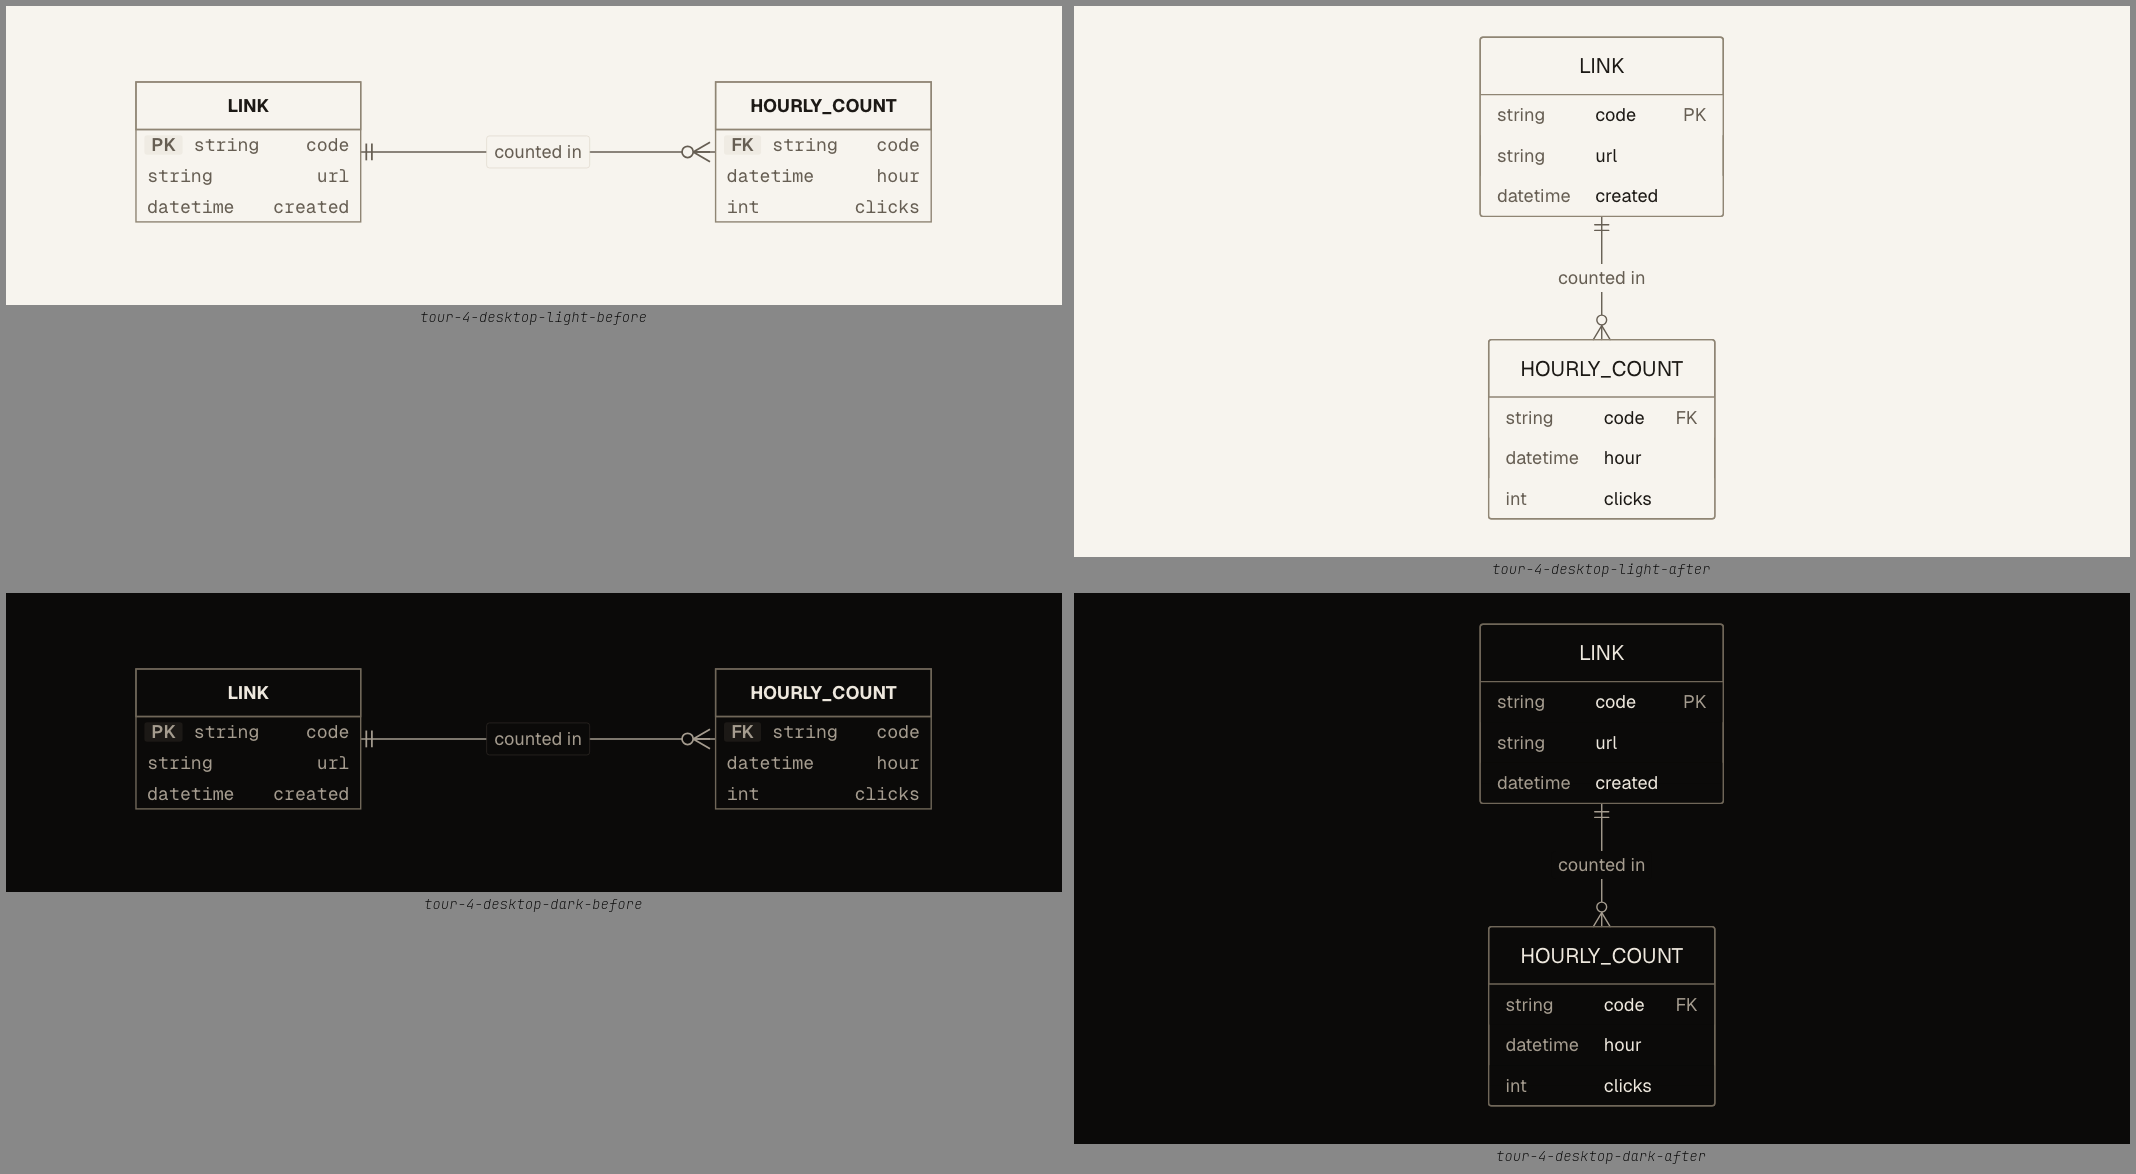 LINK
PK string code
string url
datetime created
counted in
HOURLY_COUNT
FK string code
datetime hour
int clicks
tour-4-desktop-light-before
LINK
string code PK
string url
datetime created
counted in
HOURLY_COUNT
string code FK
datetime hour
int clicks
tour-4-desktop-light-after
LINK
PK string code
string url
datetime created
counted in
HOURLY_COUNT
FK string code
datetime hour
int clicks
tour-4-desktop-dark-before
LINK
string code PK
string url
datetime created
counted in
HOURLY_COUNT
string code FK
datetime hour
int clicks
tour-4-desktop-dark-after